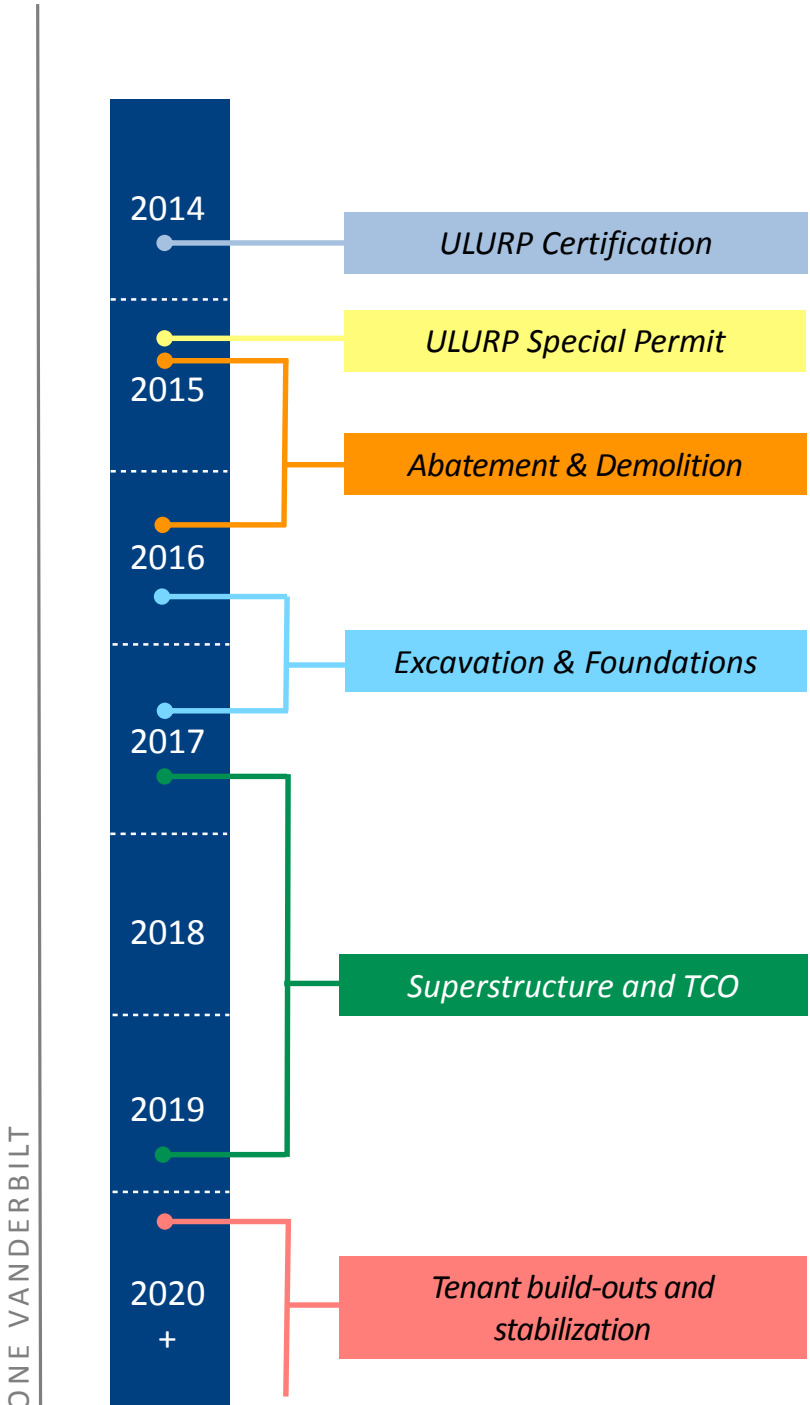 2014
ULURP Certification
ULURP Special Permit
2015
Abatement & Demolition
2016
Excavation & Foundations
2017
2018
Superstructure and TCO
2019
Tenant build-outs and
stabilization
2020
+
ONE VANDERBILT